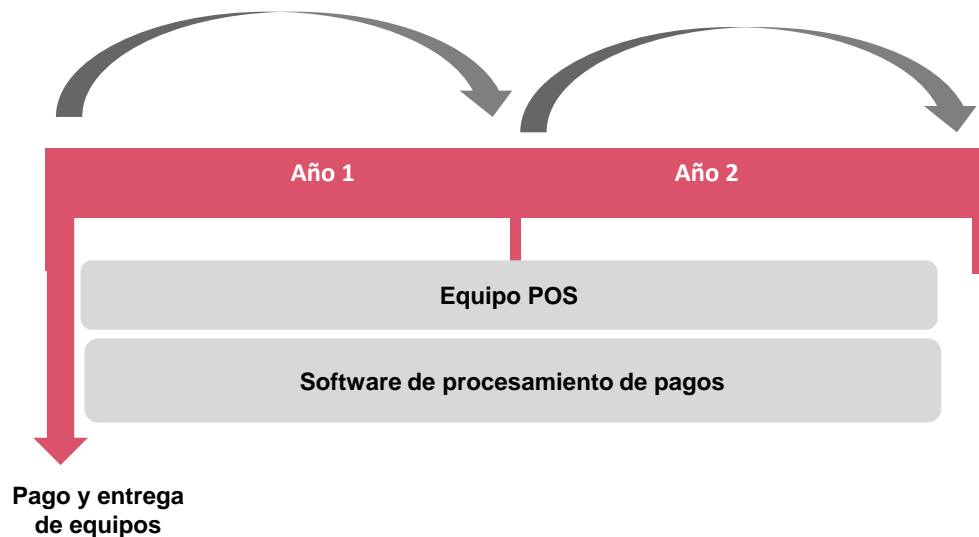 Año 1
Año 2
Equipo POS
Software de procesamiento de pagos
Pago y entrega
de equipos